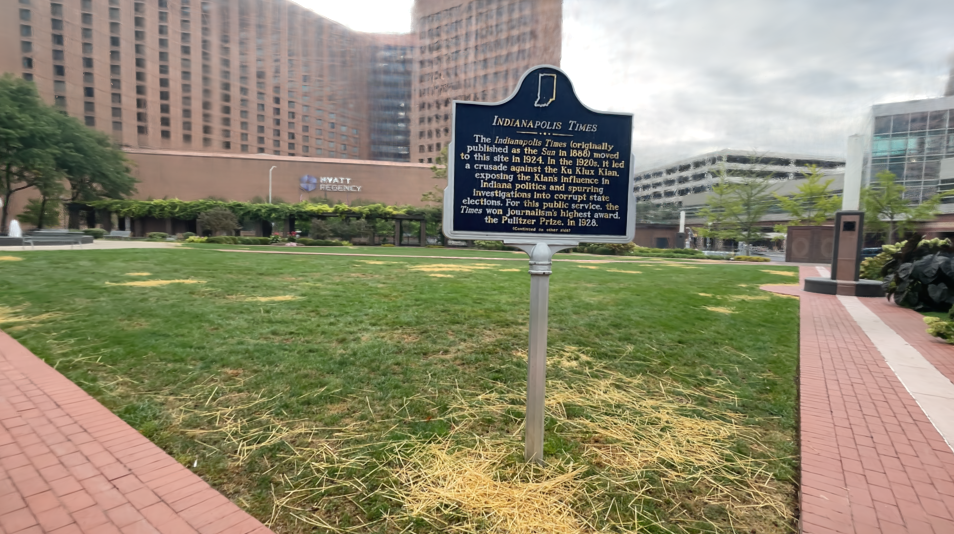 INDIANAPOLIS TIMES
The Indianapolis Times (originally
published as the Sun in 1888) moved
to this site in 1924. In the 1920s, it led
a crusade against the Ku Klux Klan,
exposing the Klan's influence in
Indiana politics and spurring
investigations into corrupt state
elections. For this public service, the
Times won journalism's highest award,
the Pulitzer Prize, in 1928.
(Continued on other side)
HYATT
REGENCY